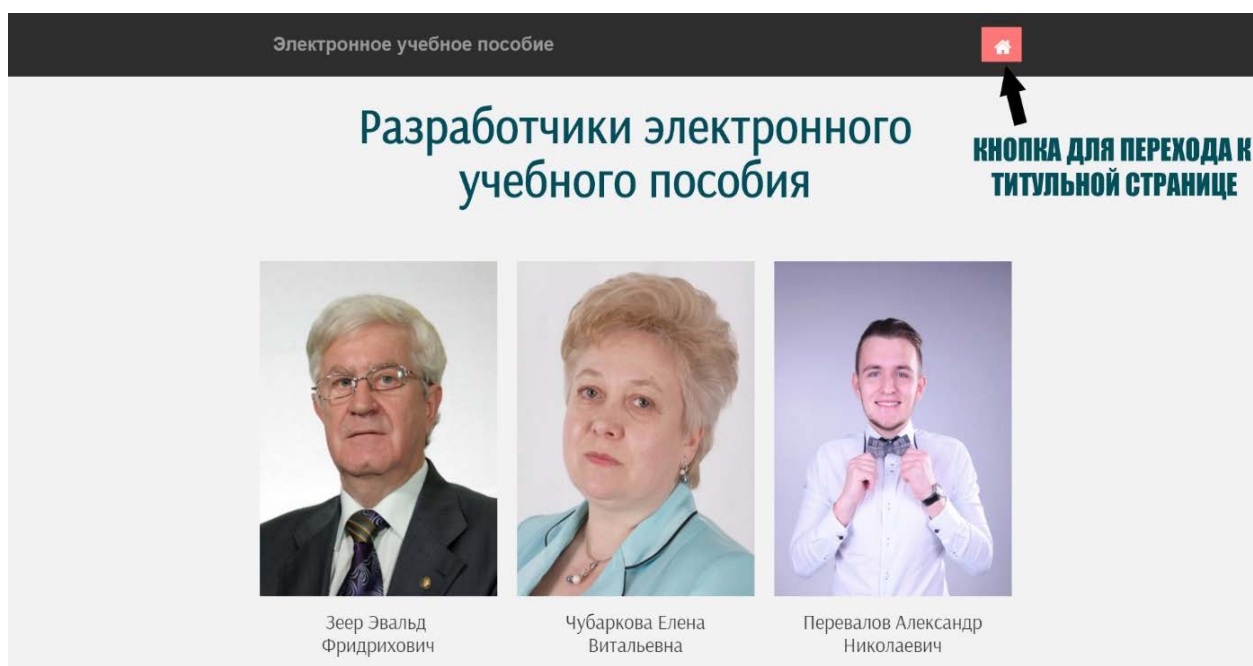 Электронное учебное пособие
Разработчики электронного
учебного пособия
КНОПКА ДЛЯ ПЕРЕХОДА К
ТИТУЛЬНОЙ СТРАНИЦЕ
Зеер Эвальд
Фридрихович
Чубаркова Елена
Витальевна
Перевалов Александр
Николаевич